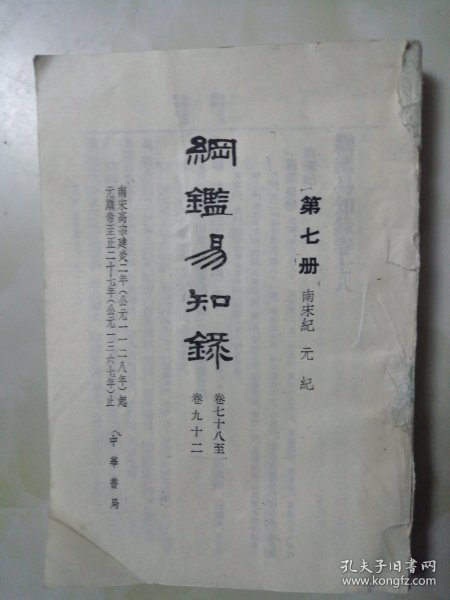 第七册 南宋紀 元紀
綱鑑易知錄
卷七十八至
卷九十二
南宋高宗建炎二年(公元一一二八年)起
元順帝至正二十七年(公元一三六七年)止
(中華書局
孔夫子旧书网
www.kongfz.com